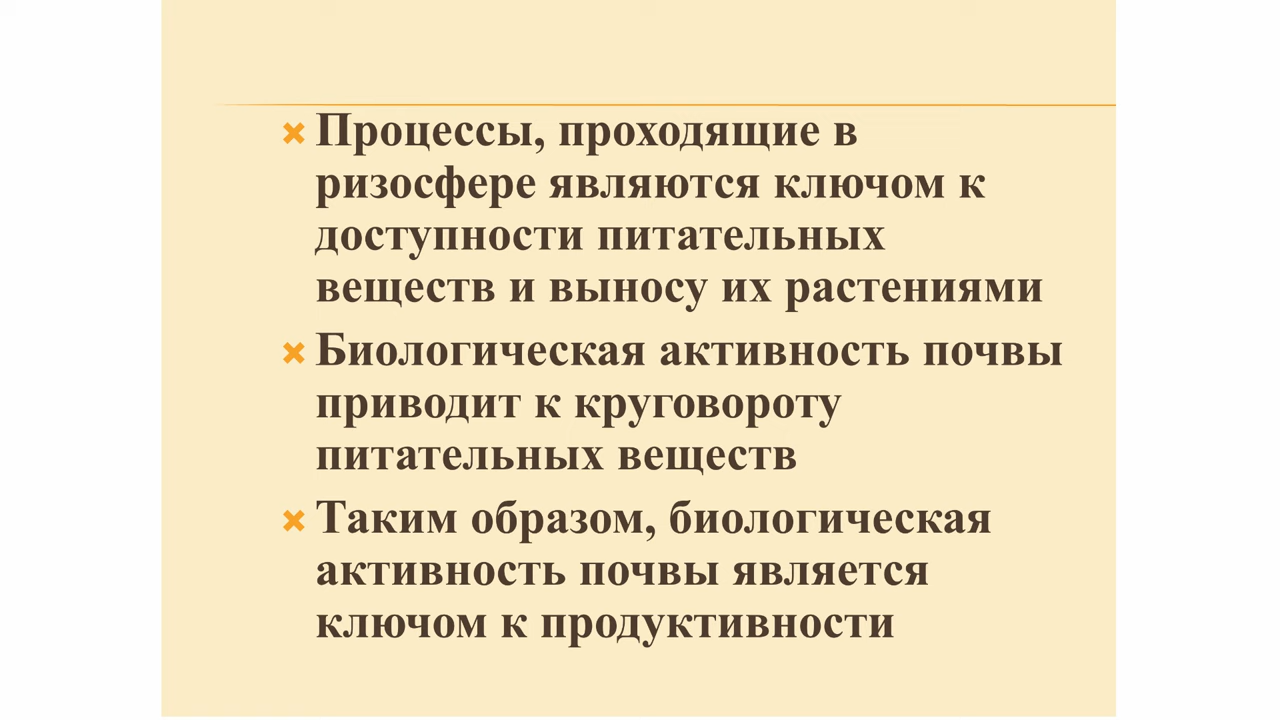 Процессы, проходящие в
ризосфере являются ключом к
доступности питательных
веществ и выносу их растениями
Биологическая активность почвы
приводит к круговороту
питательных веществ
Таким образом, биологическая
активность почвы является
ключом к продуктивности